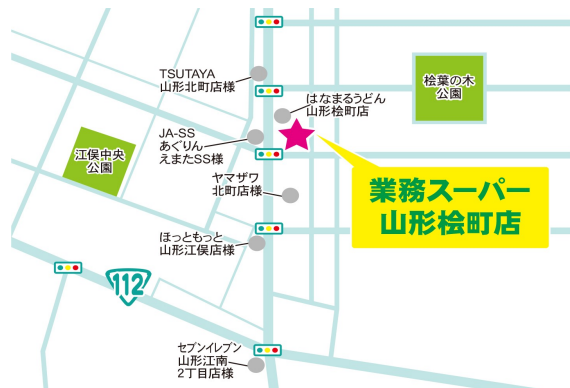 TSUTAYA
山形北町店様
はなまるうどん
山形桧町店
桧葉の木
公園
JA-SS
あぐりん
えまたSS様
江俣中央
公園
ヤマザワ
北町店様
業務スーパー
山形桧町店
ほっともっと
山形江俣店様
112
セブンイレブン
山形江南
2丁目店様